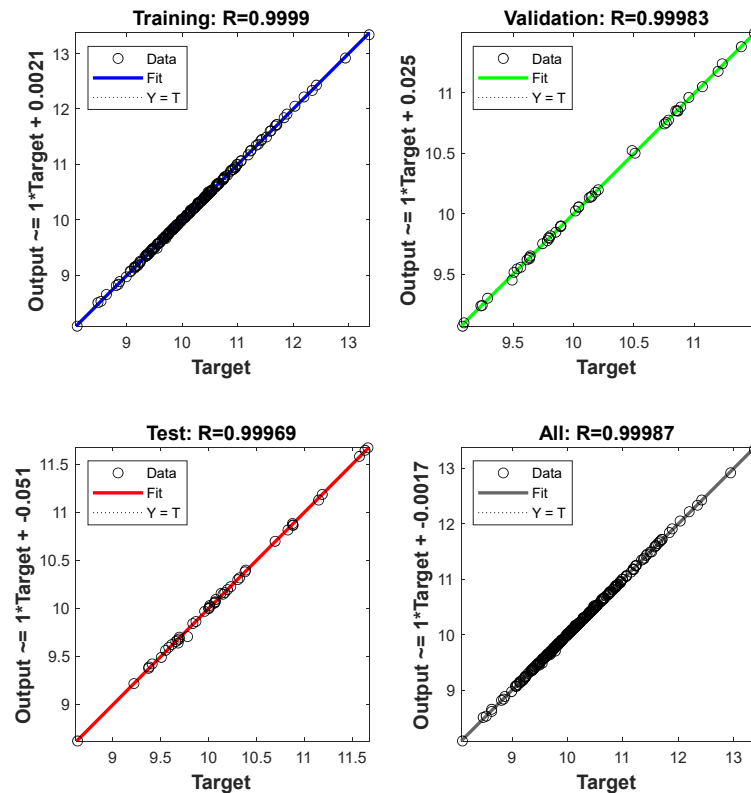 Training: R=0.9999
Output ~= 1*Target + 0.0021
13
12
11
10
9
Data
Fit
Y = T
9 10 11 12 13
Target
Validation: R=0.99983
Output ~= 1*Target + 0.025
11
10.5
10
9.5
Data
Fit
Y = T
9.5 10 10.5 11
Target
Test: R=0.99969
Output ~= 1*Target + -0.051
11.5
11
10.5
10
9.5
9
Data
Fit
Y = T
9 9.5 10 10.5 11 11.5
Target
All: R=0.99987
Output ~= 1*Target + -0.0017
13
12
11
10
9
Data
Fit
Y = T
9 10 11 12 13
Target